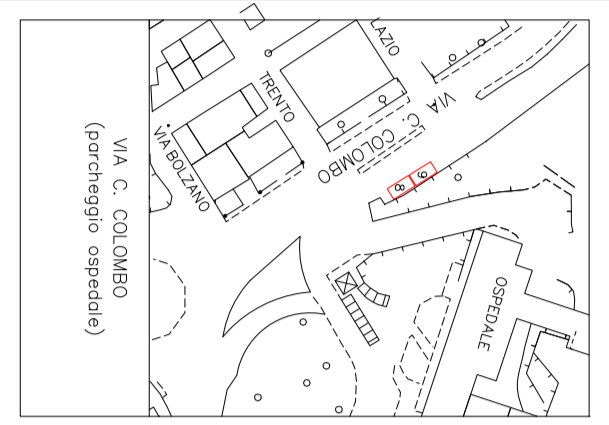 VIA C. COLOMBO
(parcheggio ospedale)
LAZIO
TRENTO
VIA BOLZANO
VIA
C. COLOMBO
8
9
OSPEDALE